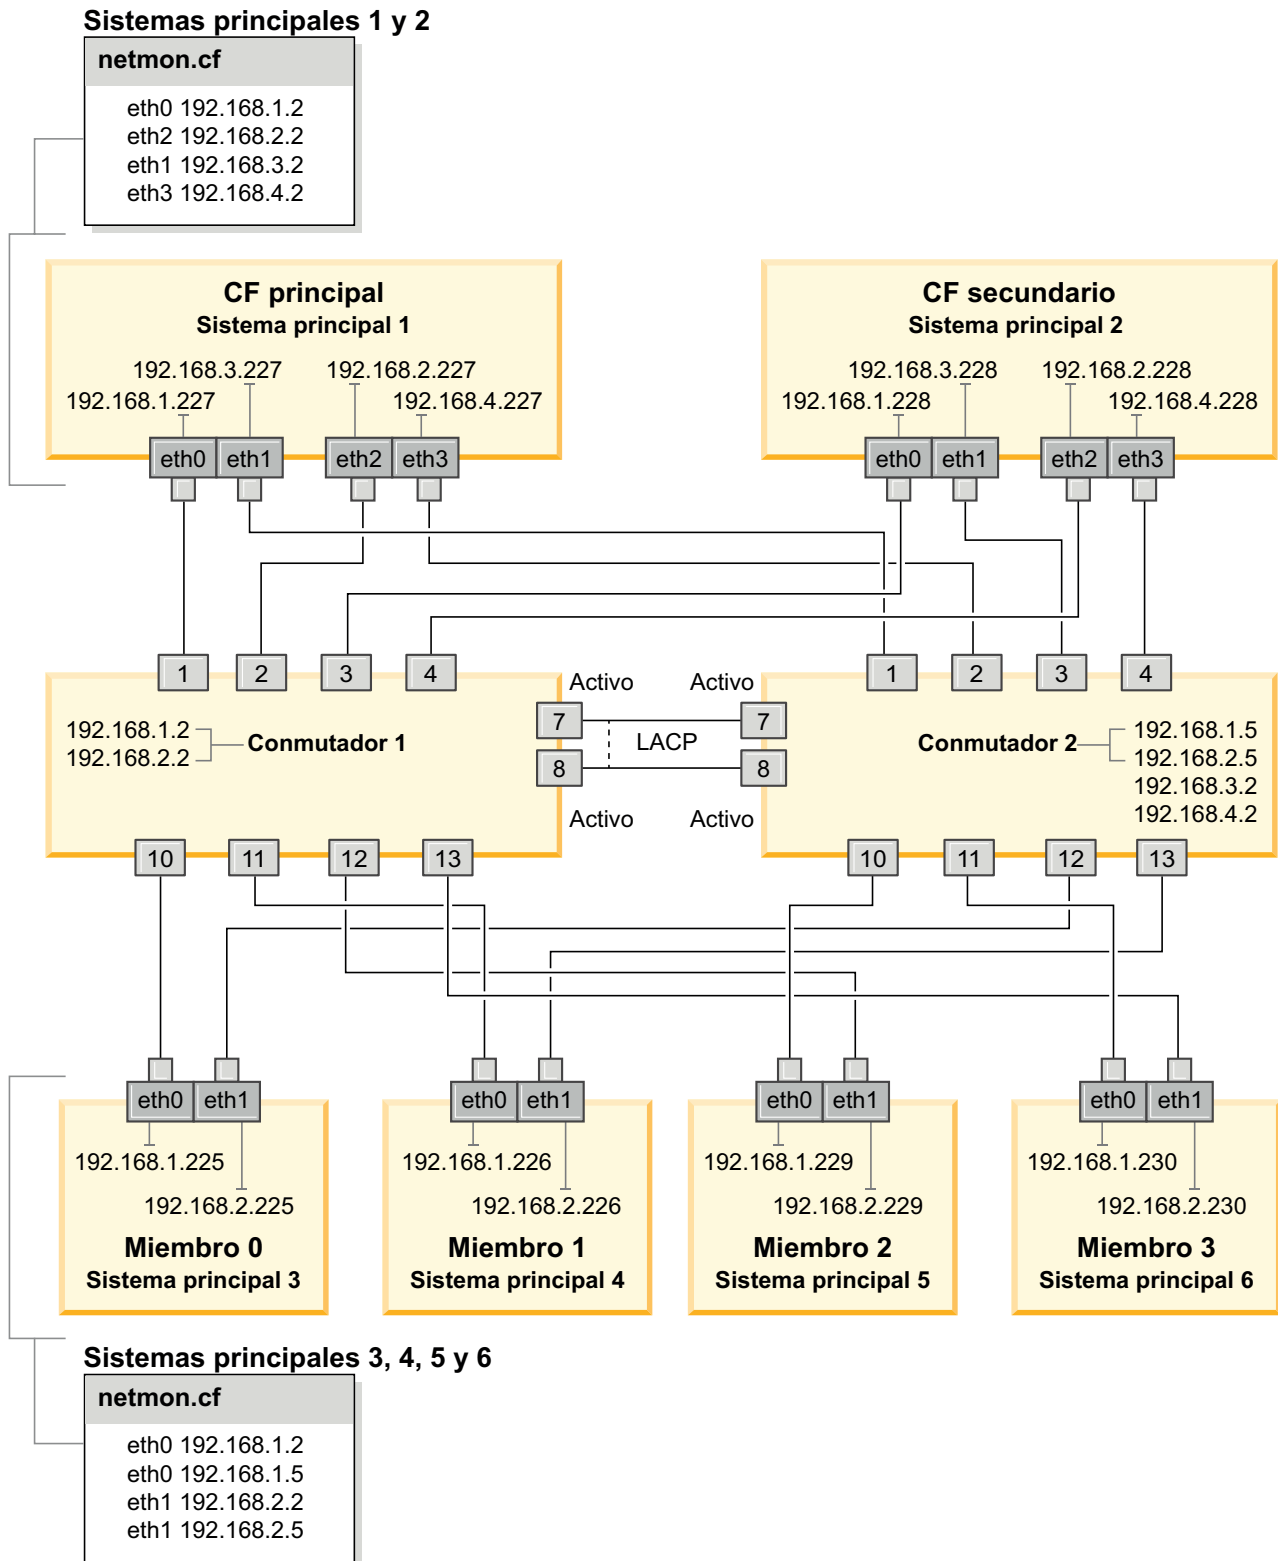 Sistemas principales 1 y 2
netmon.cf
eth0 192.168.1.2
eth2 192.168.2.2
eth1 192.168.3.2
eth3 192.168.4.2
CF principal
Sistema principal 1
192.168.3.227 192.168.2.227
192.168.1.227 192.168.4.227
eth0 eth1 eth2 eth3
CF secundario
Sistema principal 2
192.168.3.228 192.168.2.228
192.168.1.228 192.168.4.228
eth0 eth1 eth2 eth3
1 2 3 4
1 2 3 4
Activo Activo
7 7
LACP
8 8
Activo Activo
192.168.1.2
192.168.2.2
Conmutador 1
Conmutador 2
192.168.1.5
192.168.2.5
192.168.3.2
192.168.4.2
10 11 12 13
10 11 12 13
eth0 eth1
192.168.1.225
192.168.2.225
Miembro 0
Sistema principal 3
eth0 eth1
192.168.1.226
192.168.2.226
Miembro 1
Sistema principal 4
eth0 eth1
192.168.1.229
192.168.2.229
Miembro 2
Sistema principal 5
eth0 eth1
192.168.1.230
192.168.2.230
Miembro 3
Sistema principal 6
Sistemas principales 3, 4, 5 y 6
netmon.cf
eth0 192.168.1.2
eth0 192.168.1.5
eth1 192.168.2.2
eth1 192.168.2.5